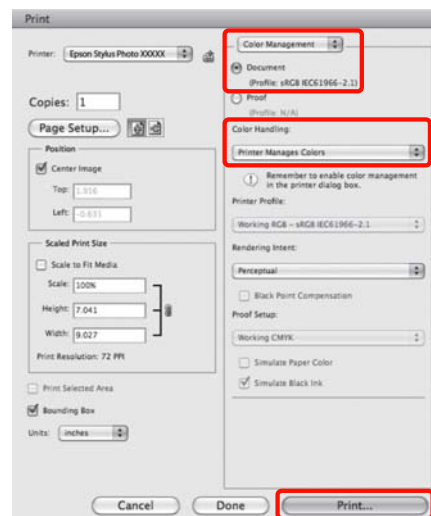 Print
Printer: Epson Stylus Photo XXXXX
Copies: 1
Page Setup...
Position
Center Image
Top: 1.916
Left: -0.631
Scaled Print Size
Scale to Fit Media
Scale: 100%
Height: 7.041
Width: 9.027
Print Resolution: 72 PPI
Print Selected Area
Bounding Box
Units: inches
Color Management
Document
(Profile: sRGB IEC61966-2.1)
Proof
(Profile: N/A)
Color Handling:
Printer Manages Colors
Remember to enable color management
in the printer dialog box.
Printer Profile:
Working RGB - sRGB IEC61966-2.1
Rendering Intent:
Perceptual
Black Point Compensation
Proof Setup:
Working CMYK
Simulate Paper Color
Simulate Black Ink
Cancel
Done
Print...